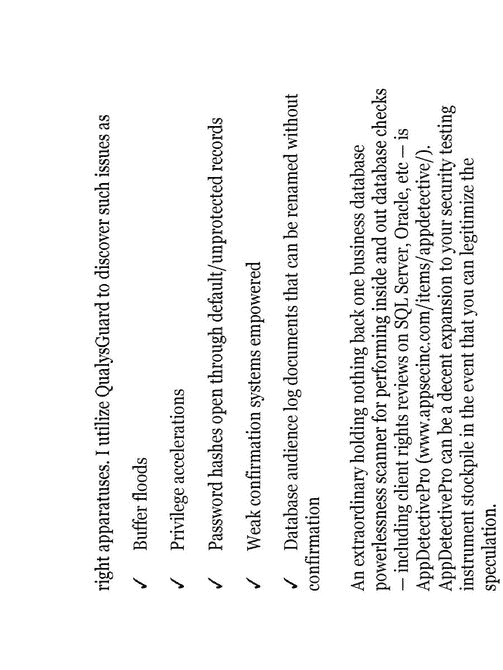 right apparatuses. I utilize QualysGuard to discover such issues as
✓ Buffer floods
✓ Privilege accelerations
✓ Password hashes open through default/unprotected records
✓ Weak confirmation systems empowered
✓ Database audience log documents that can be renamed without
confirmation
An extraordinary holding nothing back one business database
powerlessness scanner for performing inside and out database checks
— including client rights reviews on SQL Server, Oracle, etc — is
AppDetectivePro (www.appsecinc.com/items/appdetective/).
AppDetectivePro can be a decent expansion to your security testing
instrument stockpile in the event that you can legitimize the
speculation.